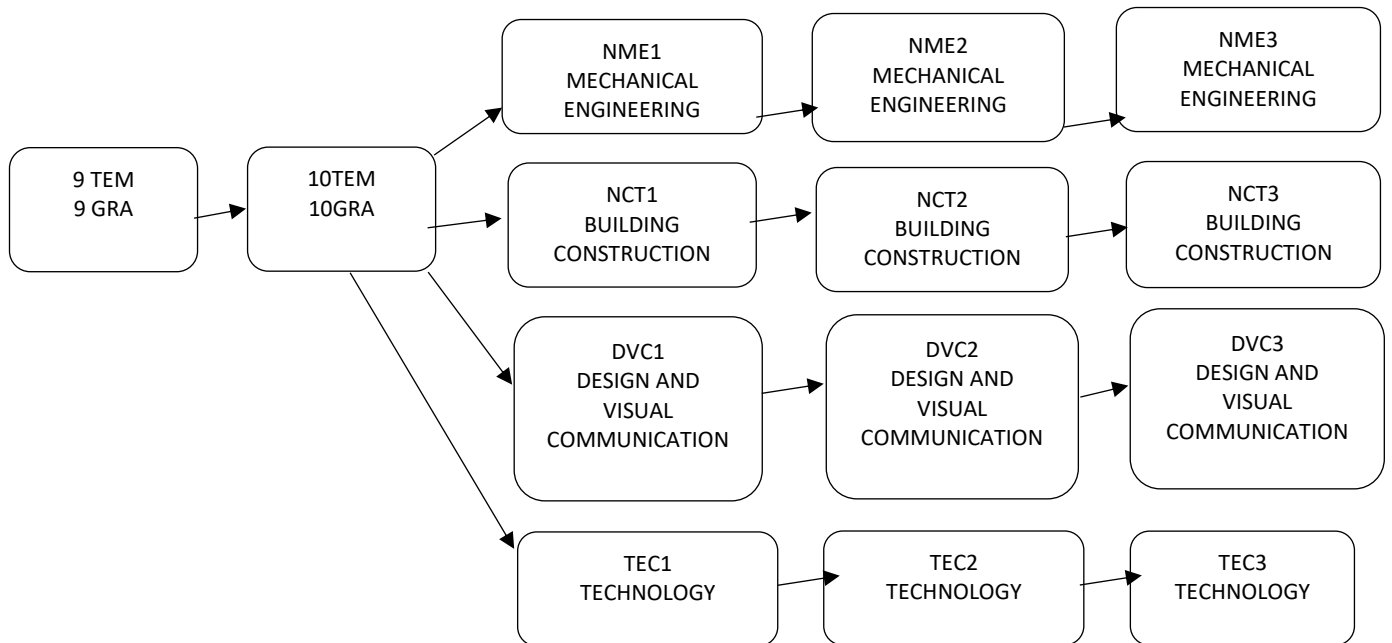 9 TEM
9 GRA
10TEM
10GRA
NME1
MECHANICAL
ENGINEERING
NME2
MECHANICAL
ENGINEERING
NME3
MECHANICAL
ENGINEERING
NCT1
BUILDING
CONSTRUCTION
NCT2
BUILDING
CONSTRUCTION
NCT3
BUILDING
CONSTRUCTION
DVC1
DESIGN AND
VISUAL
COMMUNICATION
DVC2
DESIGN AND
VISUAL
COMMUNICATION
DVC3
DESIGN AND
VISUAL
COMMUNICATION
TEC1
TECHNOLOGY
TEC2
TECHNOLOGY
TEC3
TECHNOLOGY